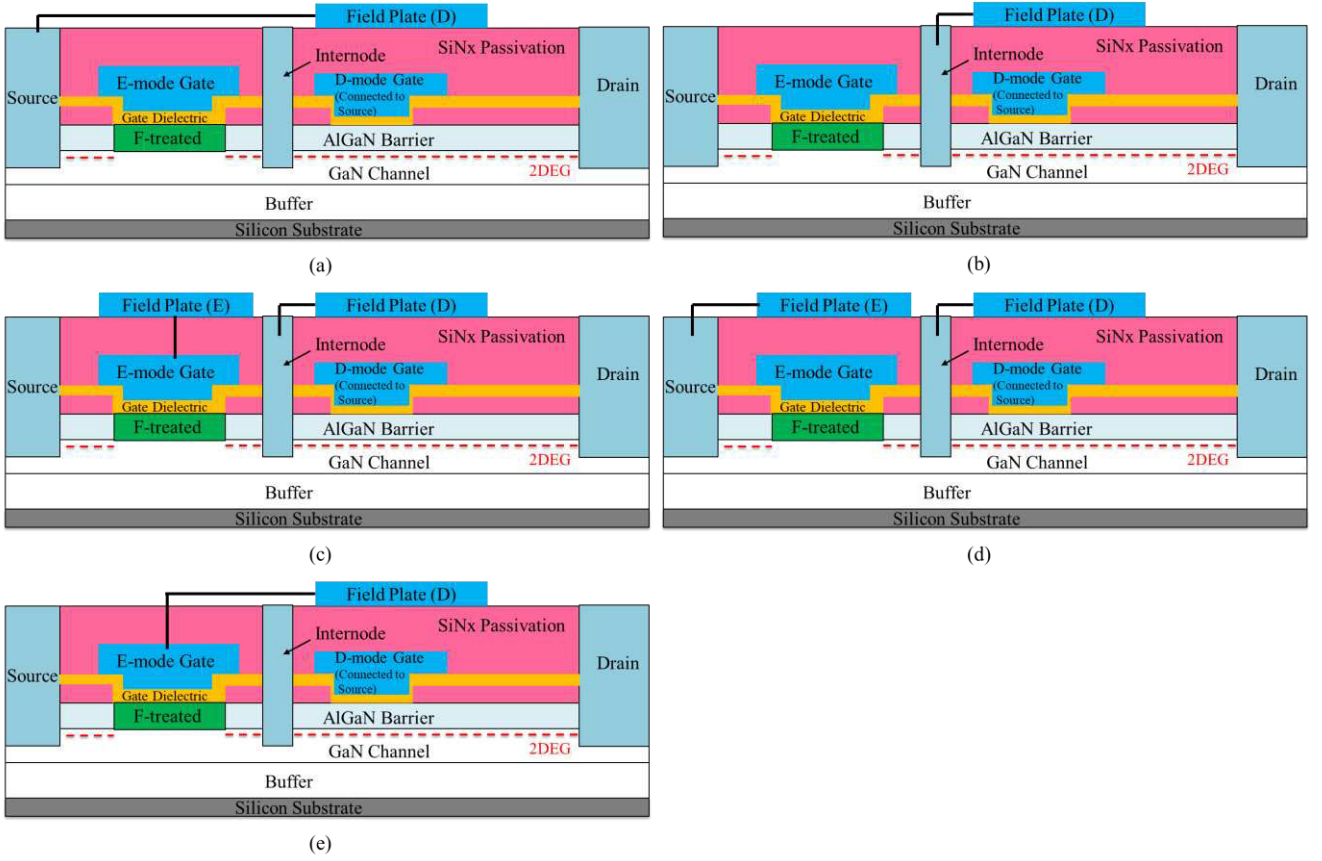 Field Plate (D)
SiNx Passivation
Internode
E-mode Gate
D-mode Gate
(Connected to
Source)
Source
Drain
Gate Dielectric
F-treated
AlGaN Barrier
2DEG
GaN Channel
Buffer
Silicon Substrate
(a)
Field Plate (D)
SiNx Passivation
Internode
E-mode Gate
D-mode Gate
(Connected to
Source)
Source
Drain
Gate Dielectric
F-treated
AlGaN Barrier
2DEG
GaN Channel
Buffer
Silicon Substrate
(b)
Field Plate (E)
Field Plate (D)
SiNx Passivation
Internode
E-mode Gate
D-mode Gate
(Connected to
Source)
Source
Drain
Gate Dielectric
F-treated
AlGaN Barrier
2DEG
GaN Channel
Buffer
Silicon Substrate
(c)
Field Plate (E)
Field Plate (D)
SiNx Passivation
Internode
E-mode Gate
D-mode Gate
(Connected to
Source)
Source
Drain
Gate Dielectric
F-treated
AlGaN Barrier
2DEG
GaN Channel
Buffer
Silicon Substrate
(d)
Field Plate (D)
SiNx Passivation
Internode
E-mode Gate
D-mode Gate
(Connected to
Source)
Source
Drain
Gate Dielectric
F-treated
AlGaN Barrier
2DEG
GaN Channel
Buffer
Silicon Substrate
(e)